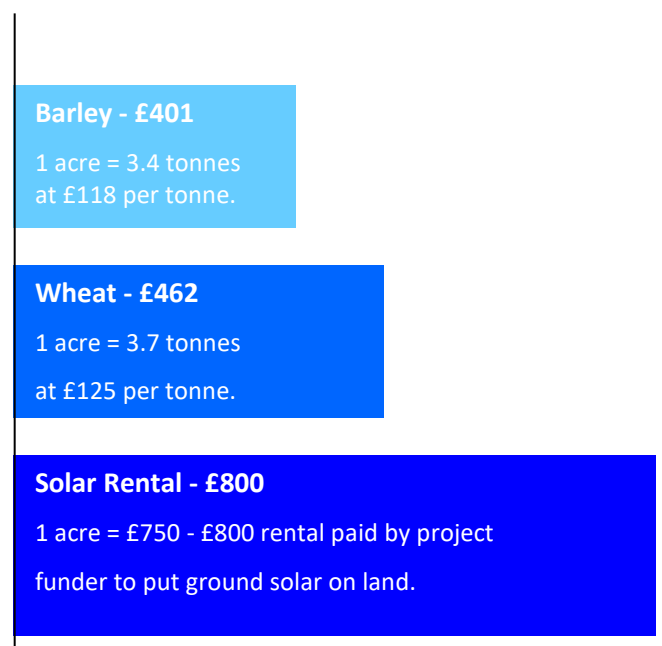 Barley - £401
1 acre = 3.4 tonnes
at £118 per tonne.
Wheat - £462
1 acre = 3.7 tonnes
at £125 per tonne.
Solar Rental - £800
1 acre = £750 - £800 rental paid by project
funder to put ground solar on land.